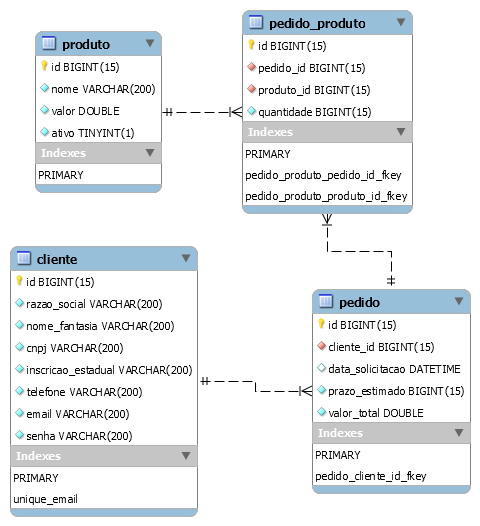 produto
id BIGINT(15)
nome VARCHAR(200)
valor DOUBLE
ativo TINYINT(1)
Indexes
PRIMARY
pedido_produto
id BIGINT(15)
pedido_id BIGINT(15)
produto_id BIGINT(15)
quantidade BIGINT(15)
Indexes
PRIMARY
pedido_produto_pedido_id_fkey
pedido_produto_produto_id_fkey
cliente
id BIGINT(15)
razao_social VARCHAR(200)
nome_fantasia VARCHAR(200)
cnpj VARCHAR(200)
inscricao_estadual VARCHAR(200)
telefone VARCHAR(200)
email VARCHAR(200)
senha VARCHAR(200)
Indexes
PRIMARY
unique_email
pedido
id BIGINT(15)
cliente_id BIGINT(15)
data_solicitacao DATETIME
prazo_estimado BIGINT(15)
valor_total DOUBLE
Indexes
PRIMARY
pedido_cliente_id_fkey